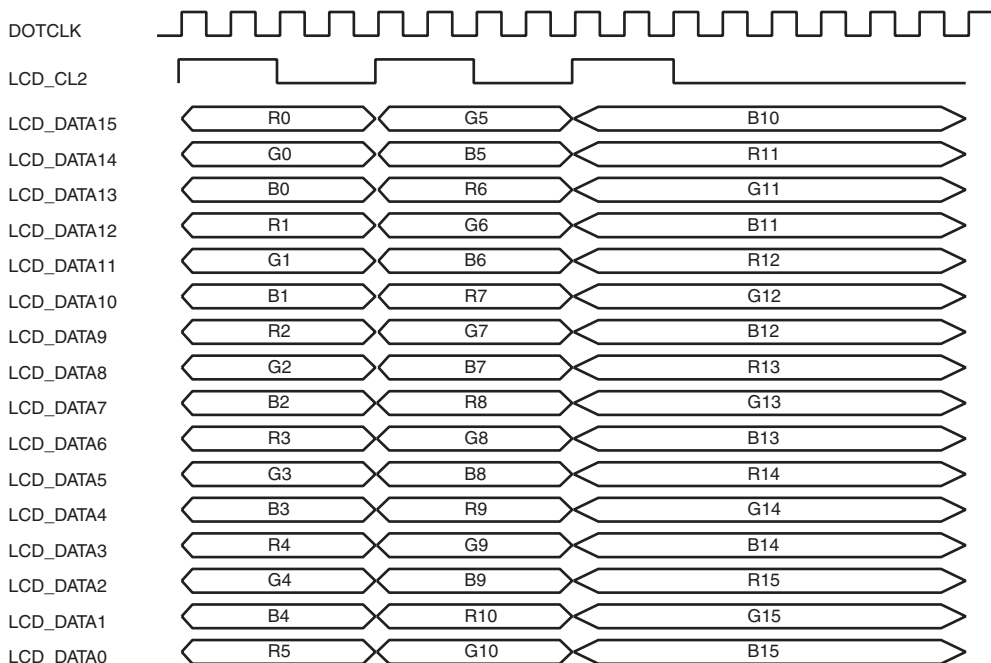 DOTCLK
LCD_CL2
LCD_DATA15 R0 G5 B10
LCD_DATA14 G0 B5 R11
LCD_DATA13 B0 R6 G11
LCD_DATA12 R1 G6 B11
LCD_DATA11 G1 B6 R12
LCD_DATA10 B1 R7 G12
LCD_DATA9 R2 G7 B12
LCD_DATA8 G2 B7 R13
LCD_DATA7 B2 R8 G13
LCD_DATA6 R3 G8 B13
LCD_DATA5 G3 B8 R14
LCD_DATA4 B3 R9 G14
LCD_DATA3 R4 G9 B14
LCD_DATA2 G4 B9 R15
LCD_DATA1 B4 R10 G15
LCD_DATA0 R5 G10 B15